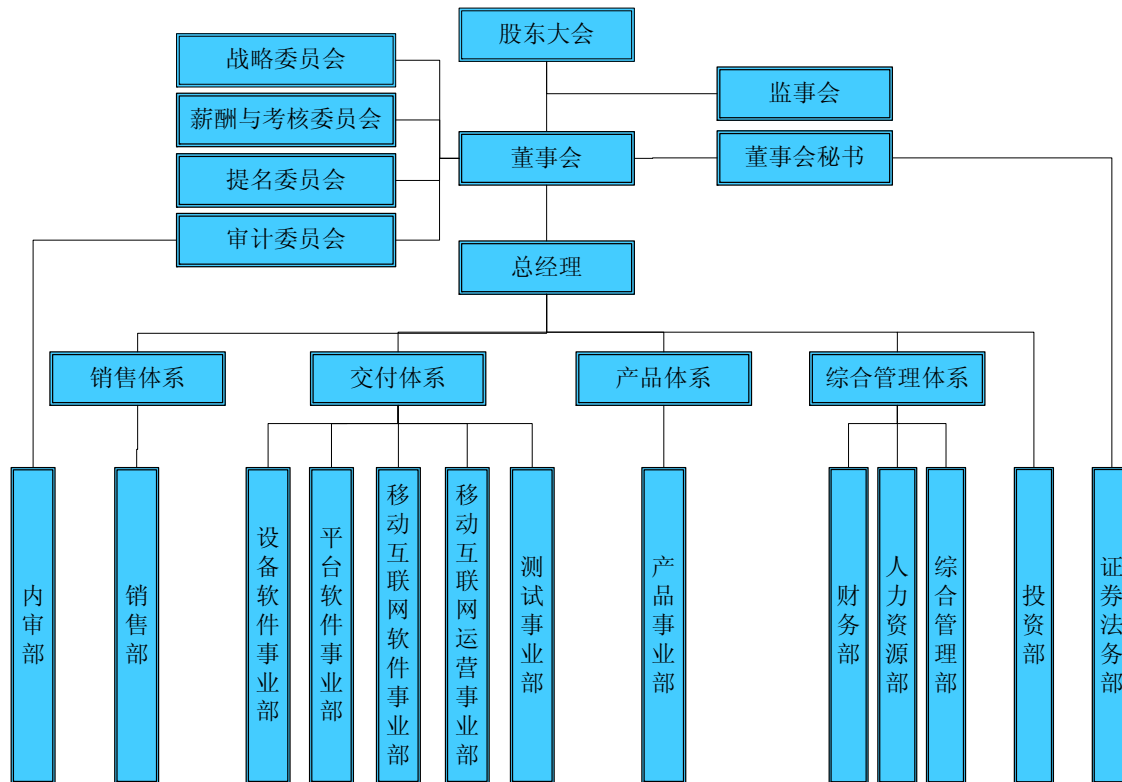 股东大会
战略委员会
监事会
薪酬与考核委员会
董事会
董事会秘书
提名委员会
审计委员会
总经理
销售体系
交付体系
产品体系
综合管理体系
内审部
销售部
设备软件事业部
平台软件事业部
移动互联网软件事业部
移动互联网运营事业部
测试事业部
产品事业部
财务部
人力资源部
综合管理部
投资部
证券法务部